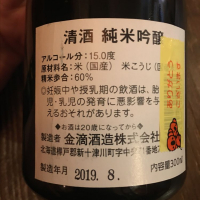 清酒 純米吟醸
アルコール分:15.0度
原材料名:米(国産) 米こうじ(国
精米歩合:60%
◎妊娠中や授乳期の飲酒は、胎
児・乳児の発育に悪影響を与
えるおそれがあります。
◆お酒は20歳になってから◆
製造者 金滴酒造株式会社
北海道樺戸郡新十津川町字中央71番地
製造年月 2019. 8.
内容量300ml